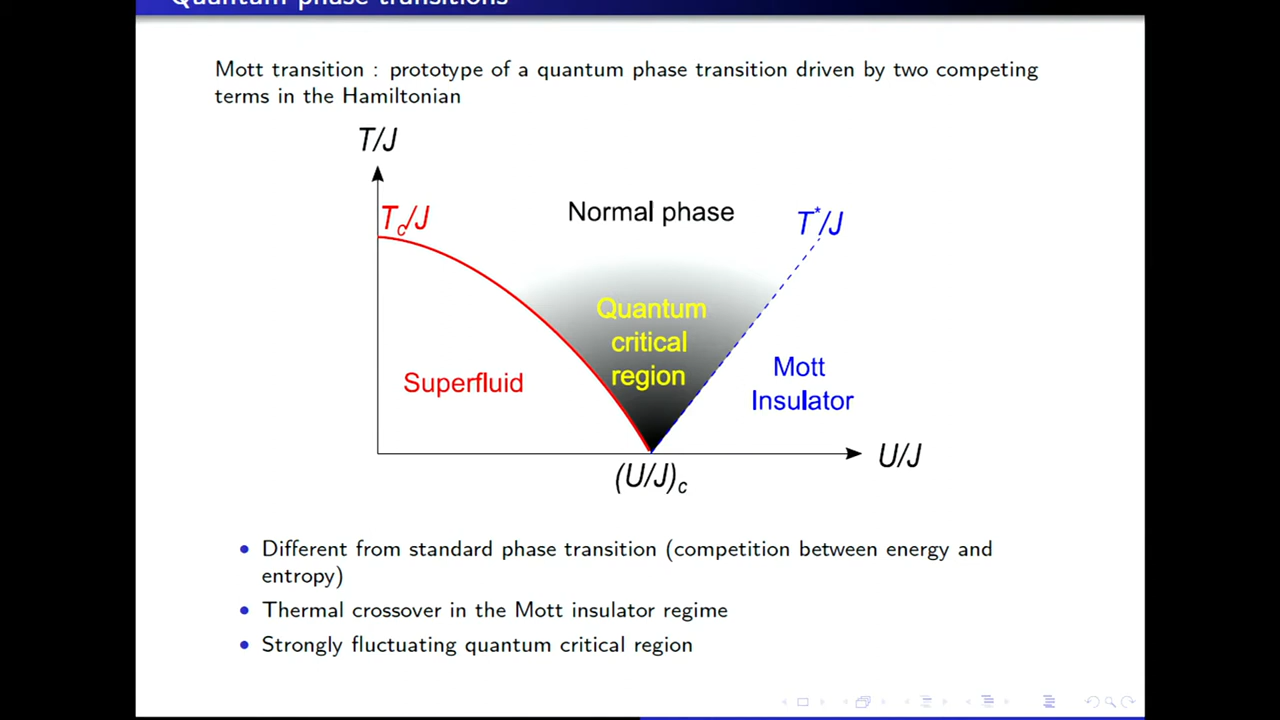 Quantum phase transitions
Mott transition : prototype of a quantum phase transition driven by two competing
terms in the Hamiltonian
T/J
Tc/J
Normal phase
T*/J
Quantum
critical
region
Superfluid
Mott
Insulator
U/J
(U/J)c
• Different from standard phase transition (competition between energy and
entropy)
• Thermal crossover in the Mott insulator regime
• Strongly fluctuating quantum critical region